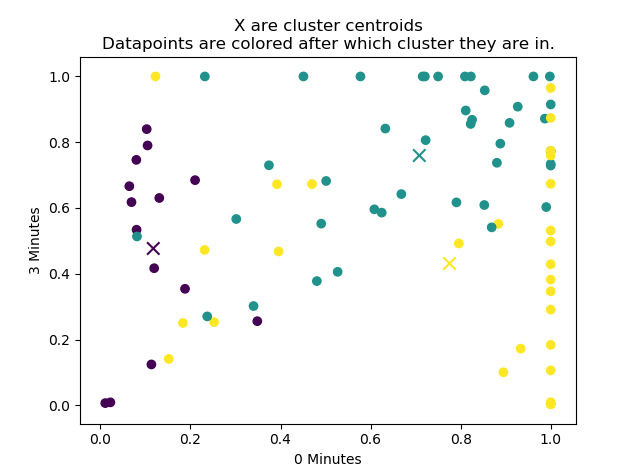 X are cluster centroids
Datapoints are colored after which cluster they are in.
1.0
0.8
0.6
0.4
0.2
0.0
3 Minutes
0.0 0.2 0.4 0.6 0.8 1.0
0 Minutes